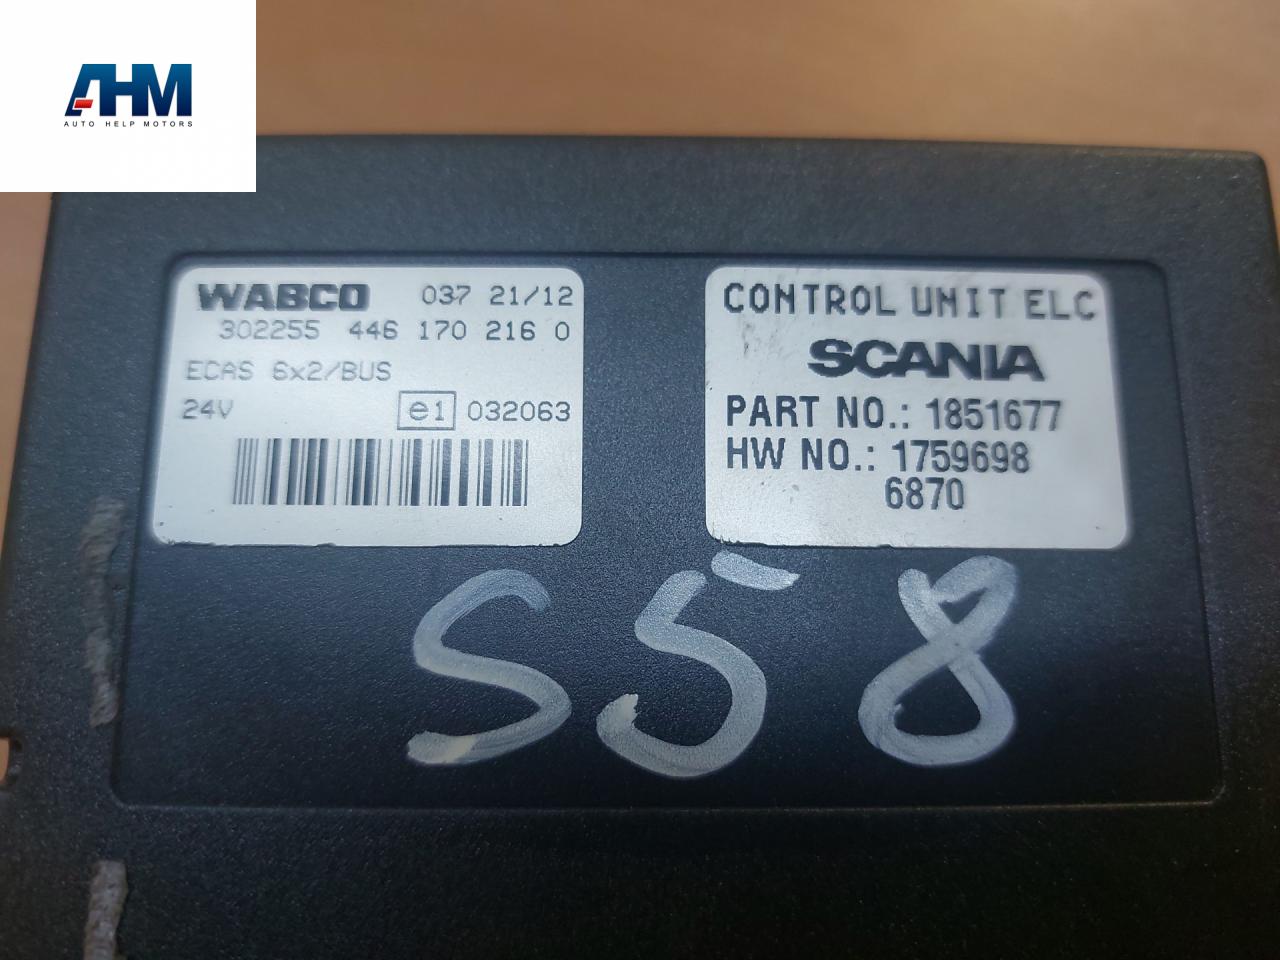 AHM
AUTO HELP MOTORS
WABCO 037 21/12
302255 446 170 216 0
ECAS 6x2/BUS
24V e1 032063
CONTROL UNIT ELC
SCANIA
PART NO.: 1851677
HW NO.: 1759698
6870
S58